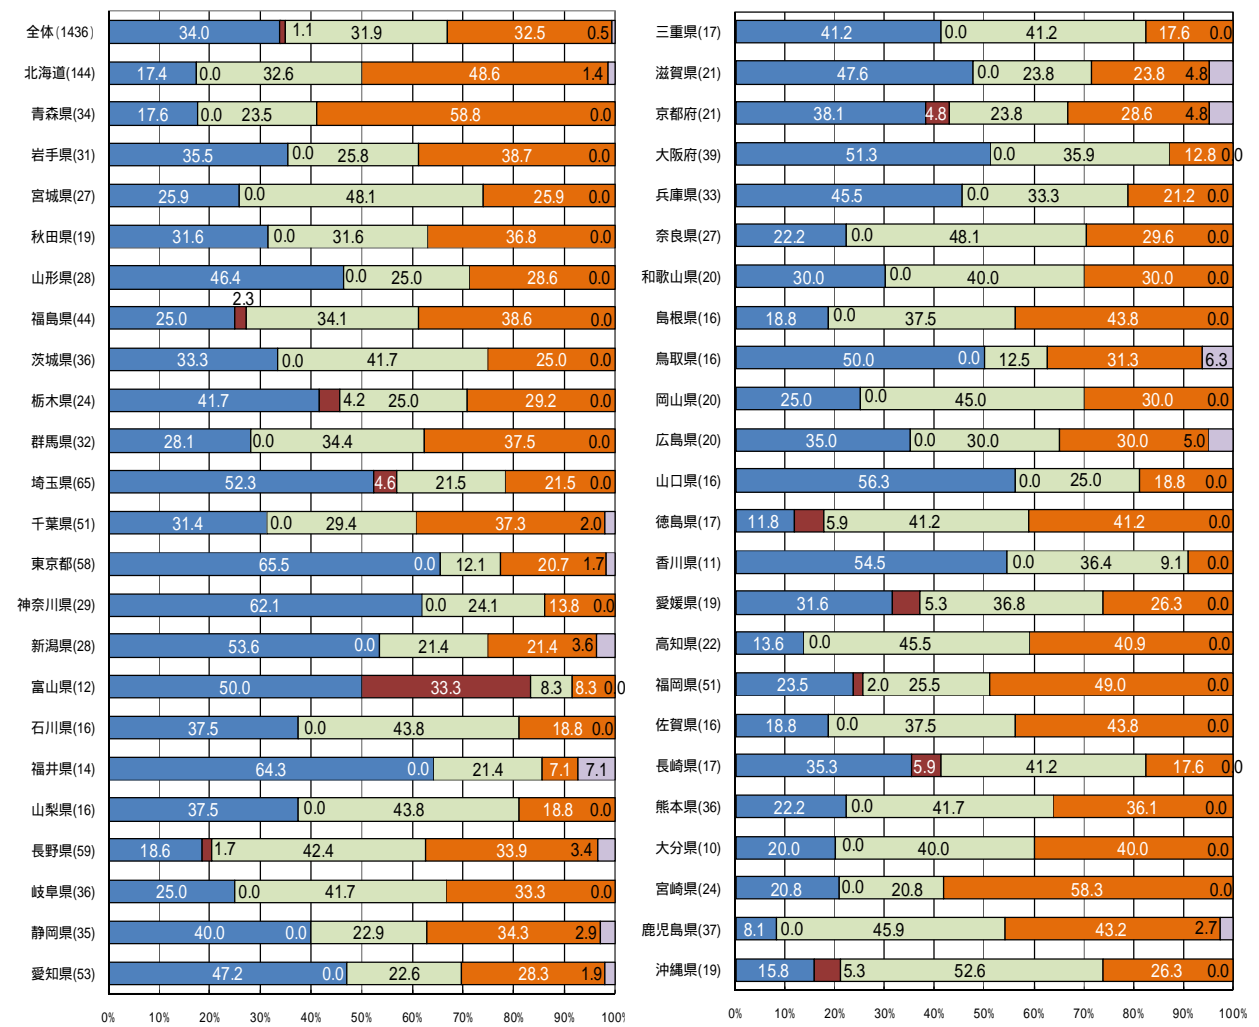 全体(1436) 34.0 1.1 31.9 32.5 0.5
北海道(144) 17.4 0.0 32.6 48.6 1.4
青森県(34) 17.6 0.0 23.5 58.8 0.0
岩手県(31) 35.5 0.0 25.8 38.7 0.0
宮城県(27) 25.9 0.0 48.1 25.9 0.0
秋田県(19) 31.6 0.0 31.6 36.8 0.0
山形県(28) 46.4 0.0 25.0 28.6 0.0
福島県(44) 25.0 2.3 34.1 38.6 0.0
茨城県(36) 33.3 0.0 41.7 25.0 0.0
栃木県(24) 41.7 4.2 25.0 29.2 0.0
群馬県(32) 28.1 0.0 34.4 37.5 0.0
埼玉県(65) 52.3 4.6 21.5 21.5 0.0
千葉県(51) 31.4 0.0 29.4 37.3 2.0
東京都(58) 65.5 0.0 12.1 20.7 1.7
神奈川県(29) 62.1 0.0 24.1 13.8 0.0
新潟県(28) 53.6 0.0 21.4 21.4 3.6
富山県(12) 50.0 33.3 8.3 8.3 0.0
石川県(16) 37.5 0.0 43.8 18.8 0.0
福井県(14) 64.3 0.0 21.4 7.1 7.1
山梨県(16) 37.5 0.0 43.8 18.8 0.0
長野県(59) 18.6 1.7 42.4 33.9 3.4
岐阜県(36) 25.0 0.0 41.7 33.3 0.0
静岡県(35) 40.0 0.0 22.9 34.3 2.9
愛知県(53) 47.2 0.0 22.6 28.3 1.9
0% 10% 20% 30% 40% 50% 60% 70% 80% 90% 100%
三重県(17) 41.2 0.0 41.2 17.6 0.0
滋賀県(21) 47.6 0.0 23.8 23.8 4.8
京都府(21) 38.1 4.8 23.8 28.6 4.8
大阪府(39) 51.3 0.0 35.9 12.8 0.0
兵庫県(33) 45.5 0.0 33.3 21.2 0.0
奈良県(27) 22.2 0.0 48.1 29.6 0.0
和歌山県(20) 30.0 0.0 40.0 30.0 0.0
島根県(16) 18.8 0.0 37.5 43.8 0.0
鳥取県(16) 50.0 0.0 12.5 31.3 6.3
岡山県(20) 25.0 0.0 45.0 30.0 0.0
広島県(20) 35.0 0.0 30.0 30.0 5.0
山口県(16) 56.3 0.0 25.0 18.8 0.0
徳島県(17) 11.8 5.9 41.2 41.2 0.0
香川県(11) 54.5 0.0 36.4 9.1 0.0
愛媛県(19) 31.6 5.3 36.8 26.3 0.0
高知県(22) 13.6 0.0 45.5 40.9 0.0
福岡県(51) 23.5 2.0 25.5 49.0 0.0
佐賀県(16) 18.8 0.0 37.5 43.8 0.0
長崎県(17) 35.3 5.9 41.2 17.6 0.0
熊本県(36) 22.2 0.0 41.7 36.1 0.0
大分県(10) 20.0 0.0 40.0 40.0 0.0
宮崎県(24) 20.8 0.0 20.8 58.3 0.0
鹿児島県(37) 8.1 0.0 45.9 43.2 2.7
沖縄県(19) 15.8 5.3 52.6 26.3 0.0
0% 10% 20% 30% 40% 50% 60% 70% 80% 90% 100%